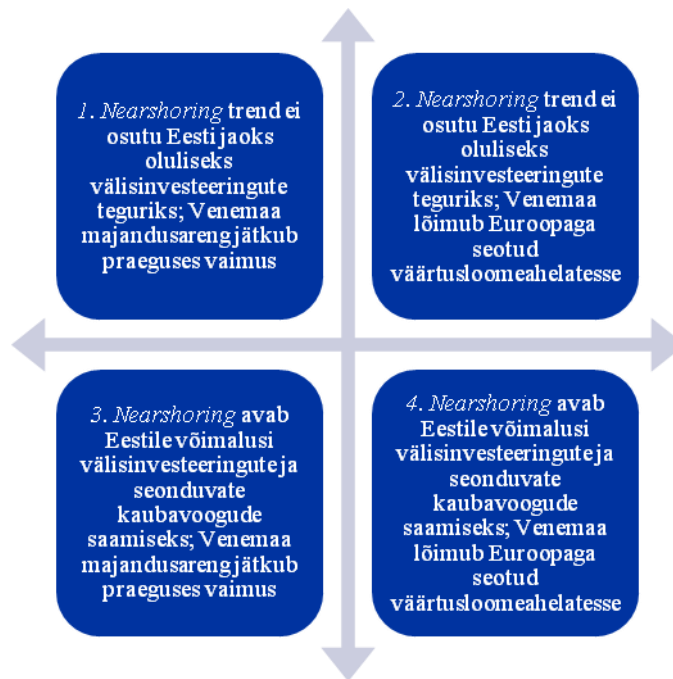 1. Nearshoring trend ei
osutu Eesti jaoks
oluliseks
välisinvesteeringute
teguriks; Venemaa
majandusareng jätkub
praeguses vaimus
2. Nearshoring trend ei
osutu Eesti jaoks
oluliseks
välisinvesteeringute
teguriks; Venemaa
lõimub Euroopaga
seotud
väärtusloomeahelatesse
3. Nearshoring avab
Eestile võimalusi
välisinvesteeringute ja
seonduvate
kaubavoogude
saamiseks; Venemaa
majandusareng jätkub
praeguses vaimus
4. Nearshoring avab
Eestile võimalusi
välisinvesteeringute ja
seonduvate
kaubavoogude
saamiseks; Venemaa
lõimub Euroopaga
seotud
väärtusloomeahelatesse